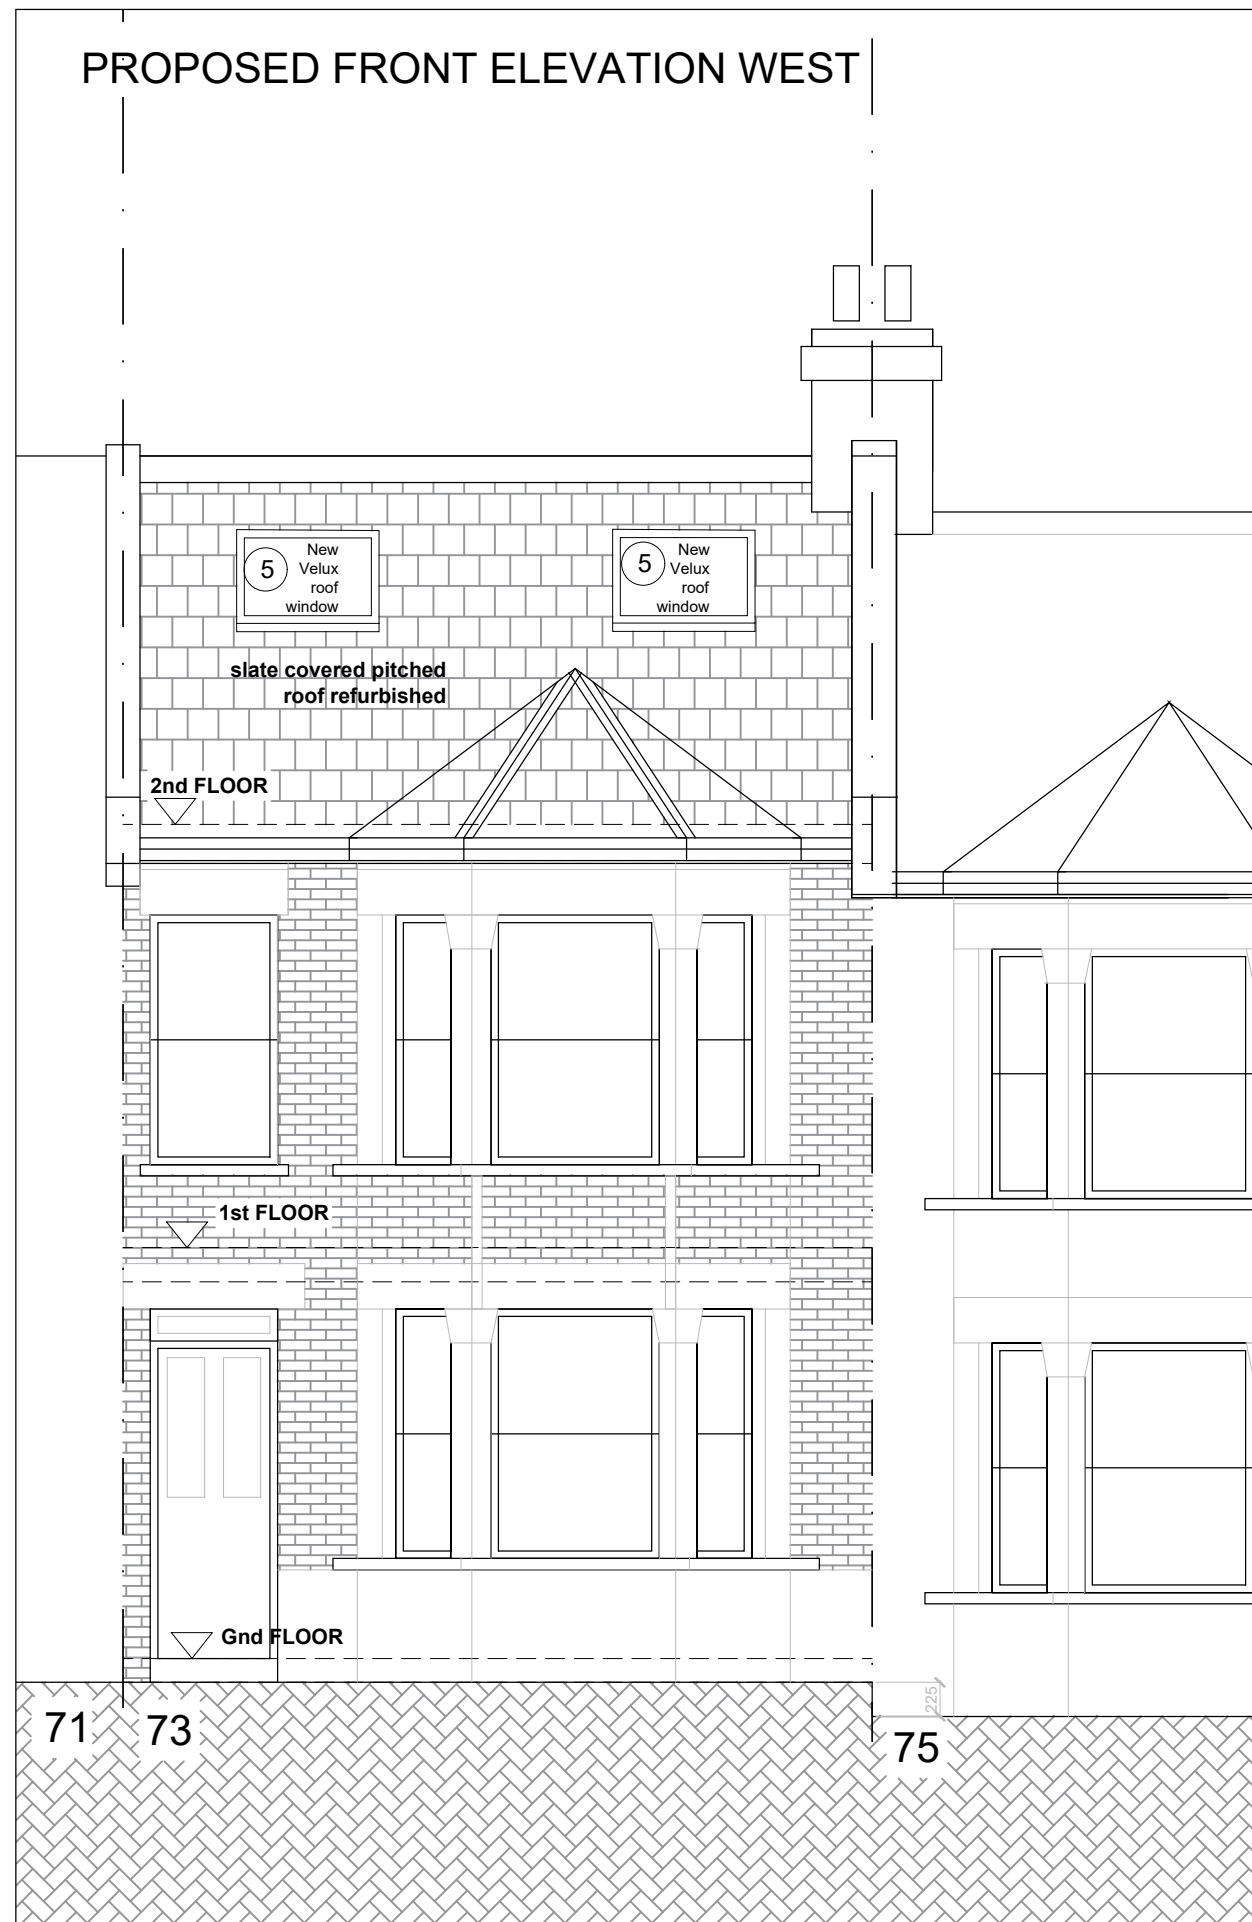 PROPOSED FRONT ELEVATION WEST
5
New
Velux
roof
window
5
New
Velux
roof
window
slate covered pitched
roof refurbished
2nd FLOOR
1st FLOOR
Gnd FLOOR
225
71
73
75